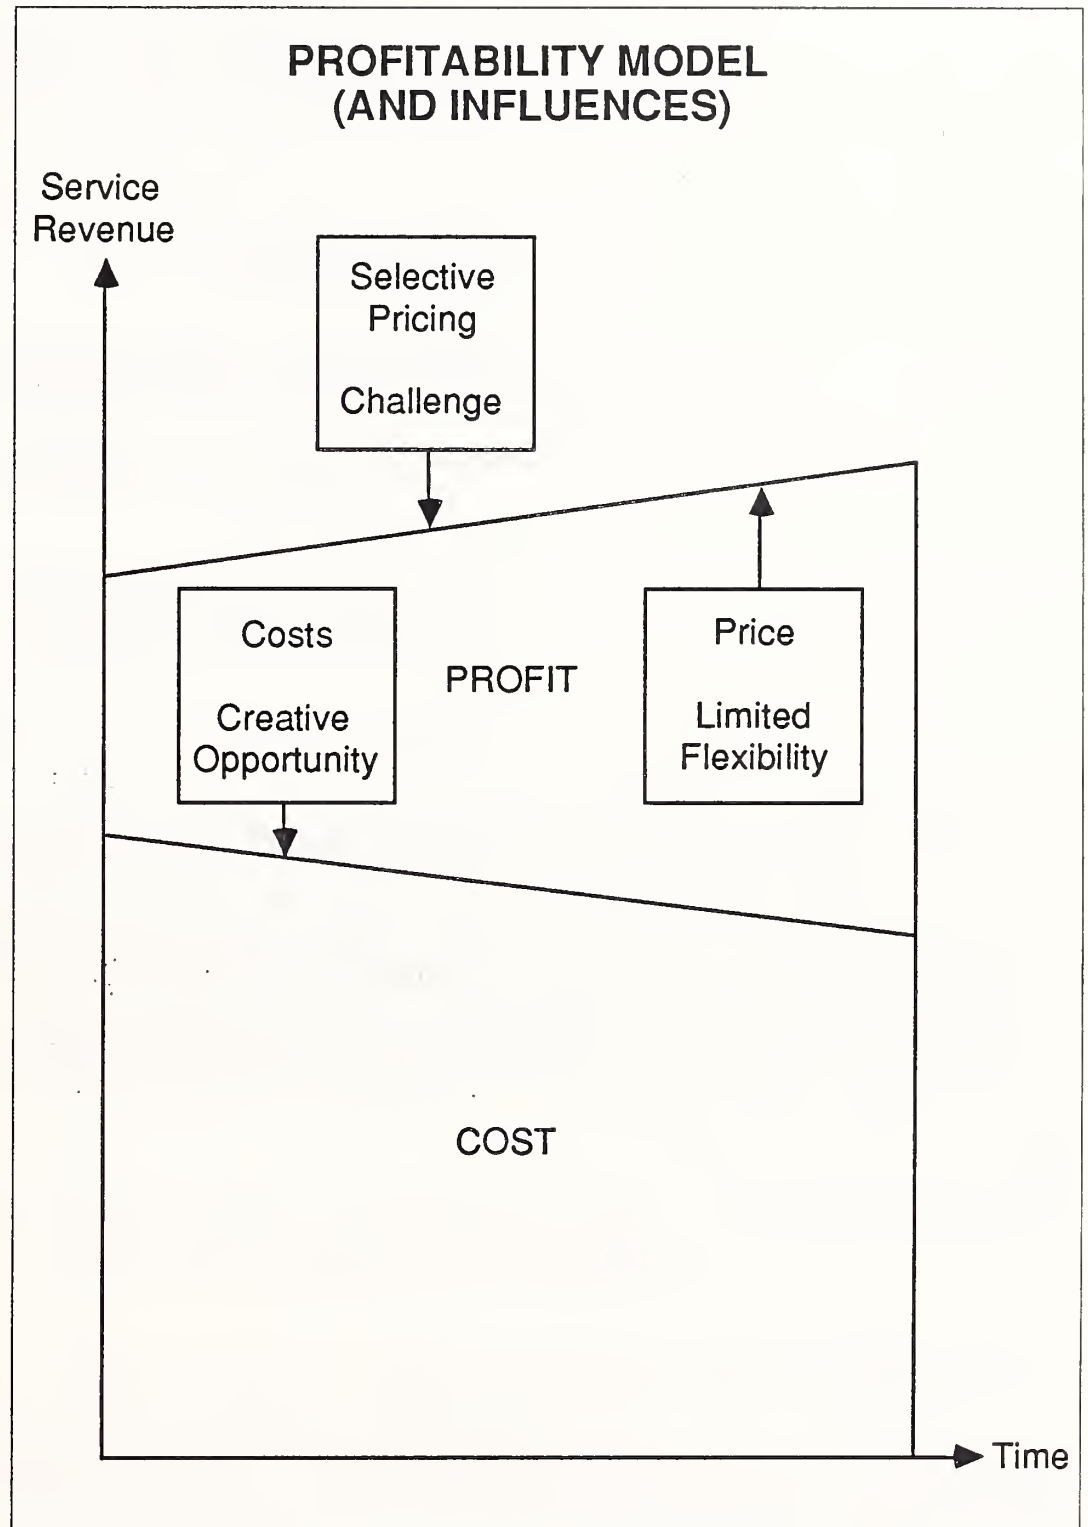 PROFITABILITY MODEL
(AND INFLUENCES)
Service
Revenue
Selective
Pricing
Challenge
Costs
Creative
Opportunity
PROFIT
Price
Limited
Flexibility
COST
Time